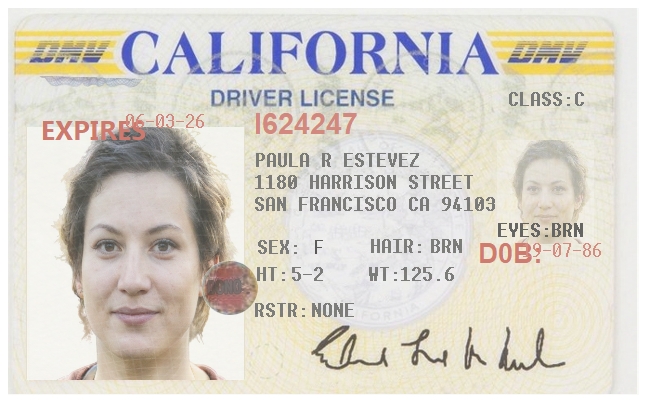 DMV CALIFORNIA DMV
DRIVER LICENSE
CLASS:C
EXPIRES 06-03-26
I624247
PAULA R ESTEVEZ
1180 HARRISON STREET
SAN FRANCISCO CA 94103
EYES:BRN
SEX: F HAIR: BRN
D0B: 09-07-86
HT:5-2 WT:125.6
RSTR:NONE